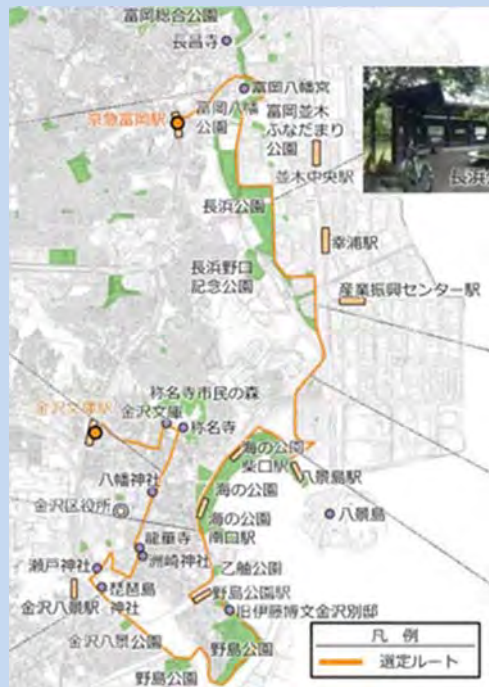 富岡総合公園
長昌寺
富岡八幡宮
京急富岡駅
富岡八幡
公園
富岡並木
ふなだまり
公園
並木中央駅
長浜
長浜公園
幸浦駅
長浜野口
記念公園
産業振興センター駅
称名寺市民の森
金沢文庫駅
金沢文庫
称名寺
海の公園
柴口駅
八景島駅
八幡神社
海の公園
八景島
金沢区役所
海の公園
南口駅
龍華寺
洲崎神社
瀬戸神社
乙舳公園
琵琶島
神社
野島公園駅
金沢八景駅
旧伊藤博文金沢別邸
金沢八景公園
野島公園
野島公園
凡 例
選定ルート